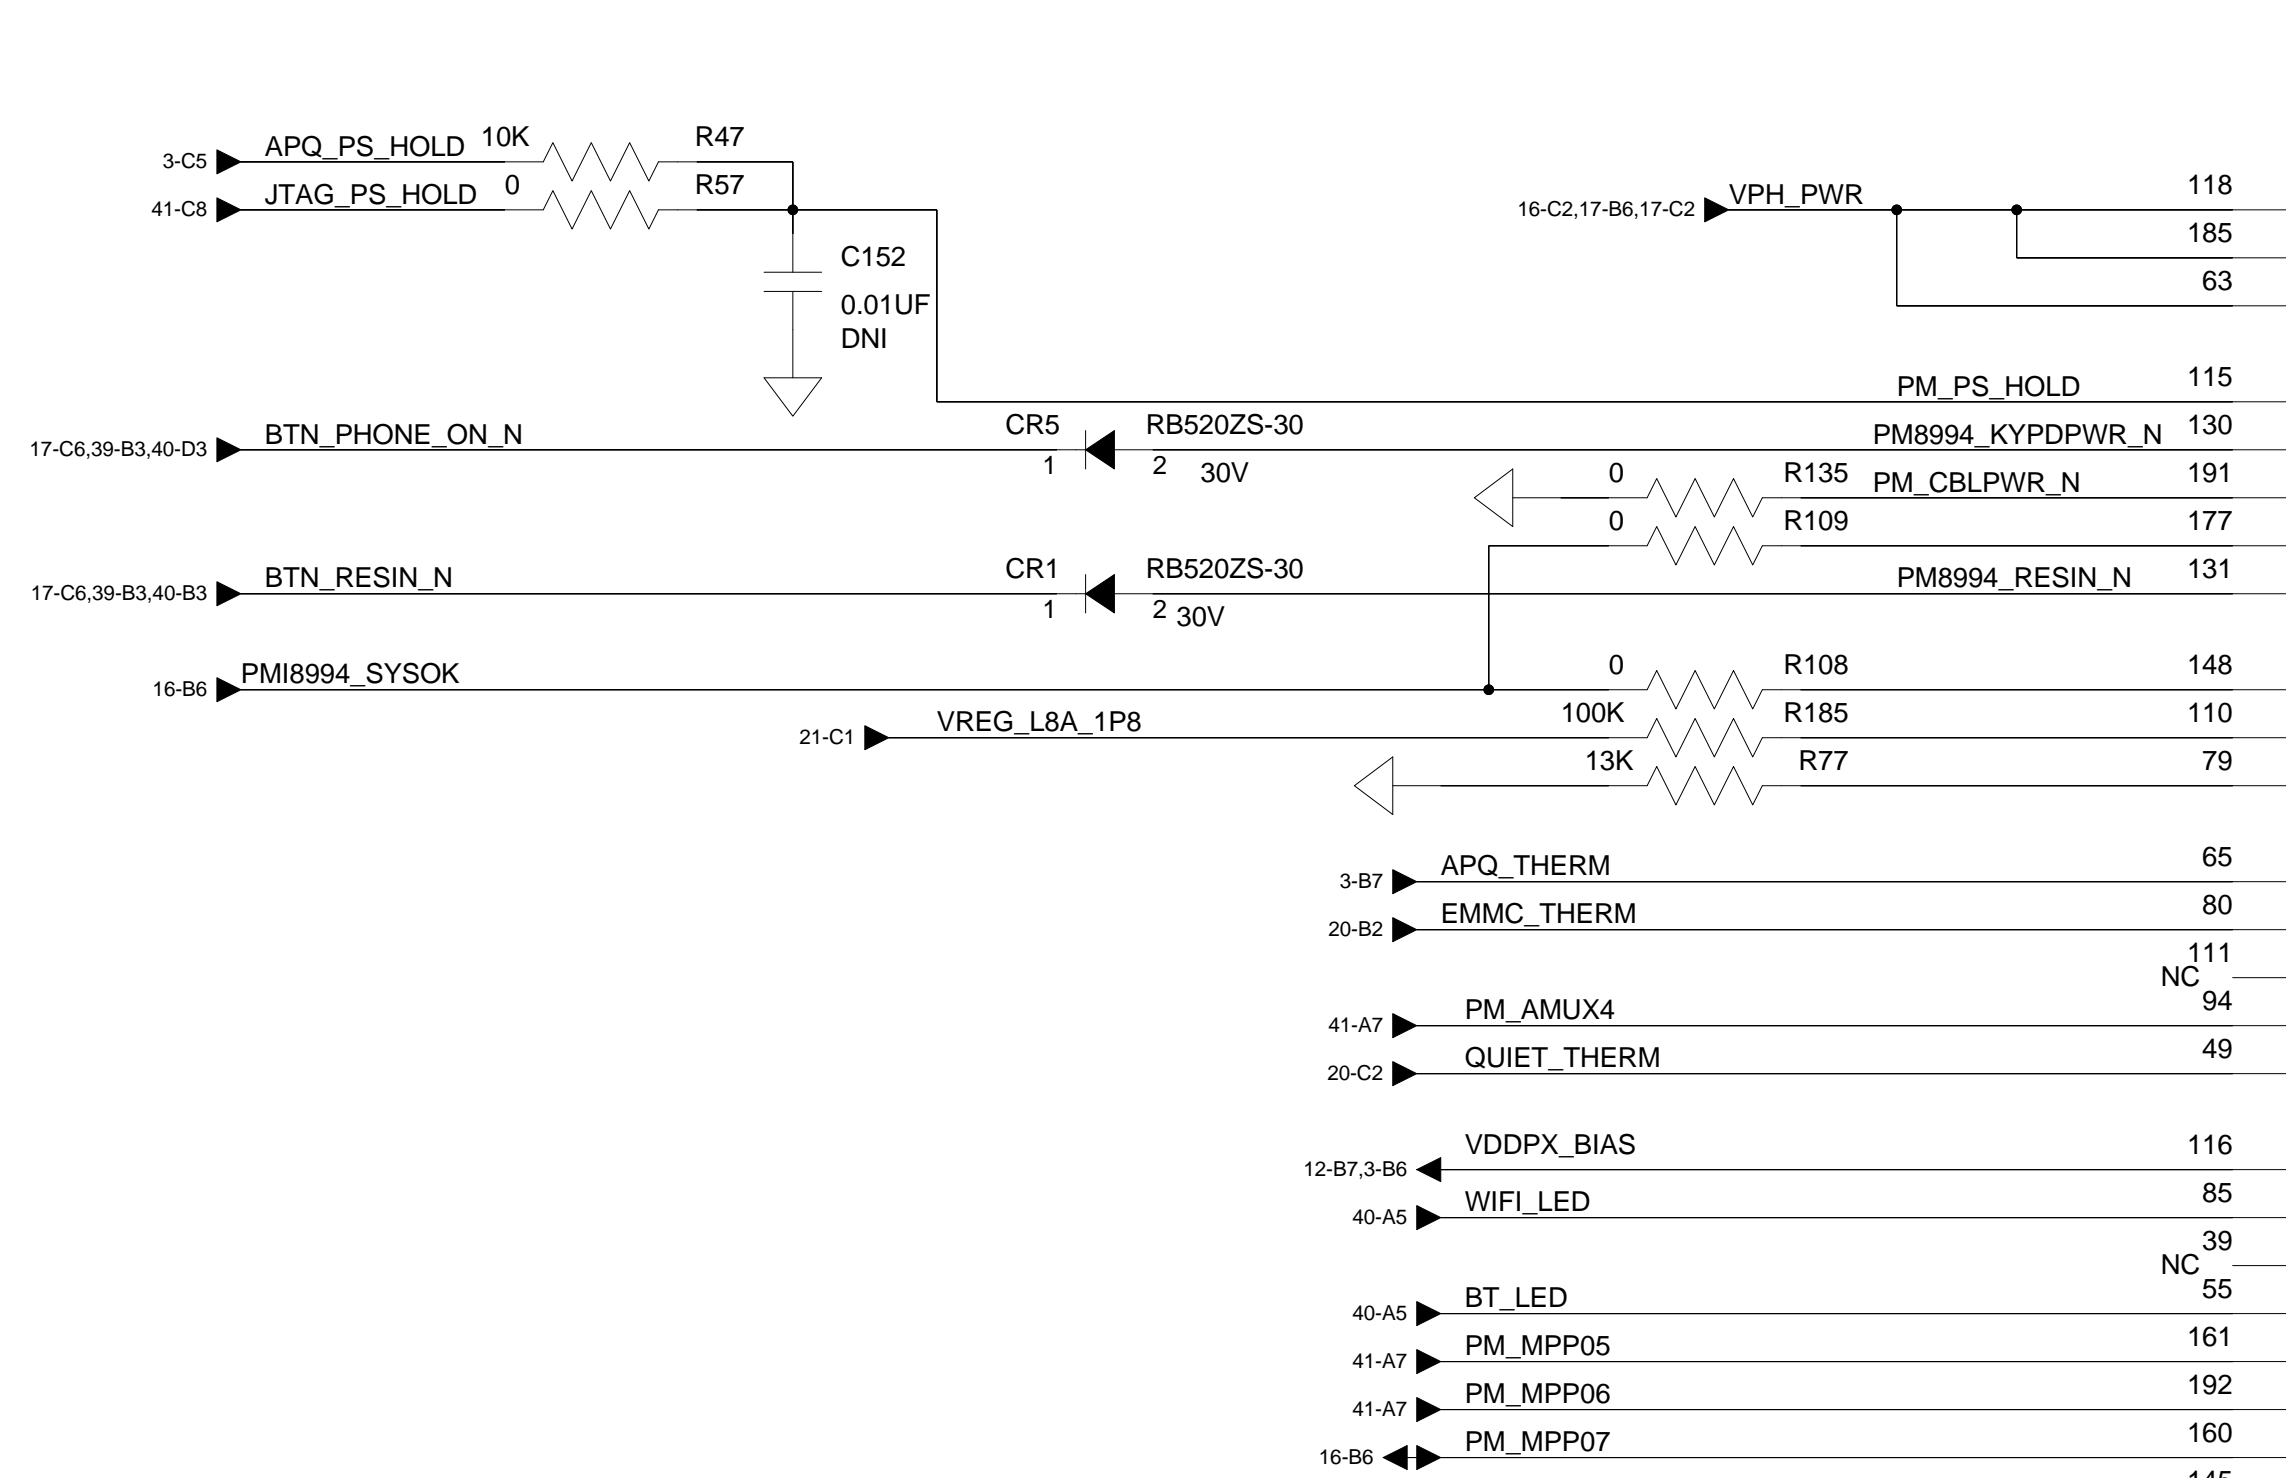 APQ_PS_HOLD 10K R47
3-C5
JTAG_PS_HOLD 0 R57
41-C8
C152
0.01UF
DNI
16-C2,17-B6,17-C2 VPH_PWR 118
185
63
PM_PS_HOLD 115
17-C6,39-B3,40-D3 BTN_PHONE_ON_N CR5 RB520ZS-30 PM8994_KYPDPWR_N 130
1 2 30V
0 R135 PM_CBLPWR_N 191
0 R109 177
17-C6,39-B3,40-B3 BTN_RESIN_N CR1 RB520ZS-30 PM8994_RESIN_N 131
1 2 30V
16-B6 PMI8994_SYSOK 0 R108 148
21-C1 VREG_L8A_1P8 100K R185 110
13K R77 79
3-B7 APQ_THERM 65
20-B2 EMMC_THERM 80
111
NC
41-A7 PM_AMUX4 94
20-C2 QUIET_THERM 49
12-B7,3-B6 VDDPX_BIAS 116
40-A5 WIFI_LED 85
39
NC
40-A5 BT_LED 55
41-A7 PM_MPP05 161
41-A7 PM_MPP06 192
16-B6 PM_MPP07 160